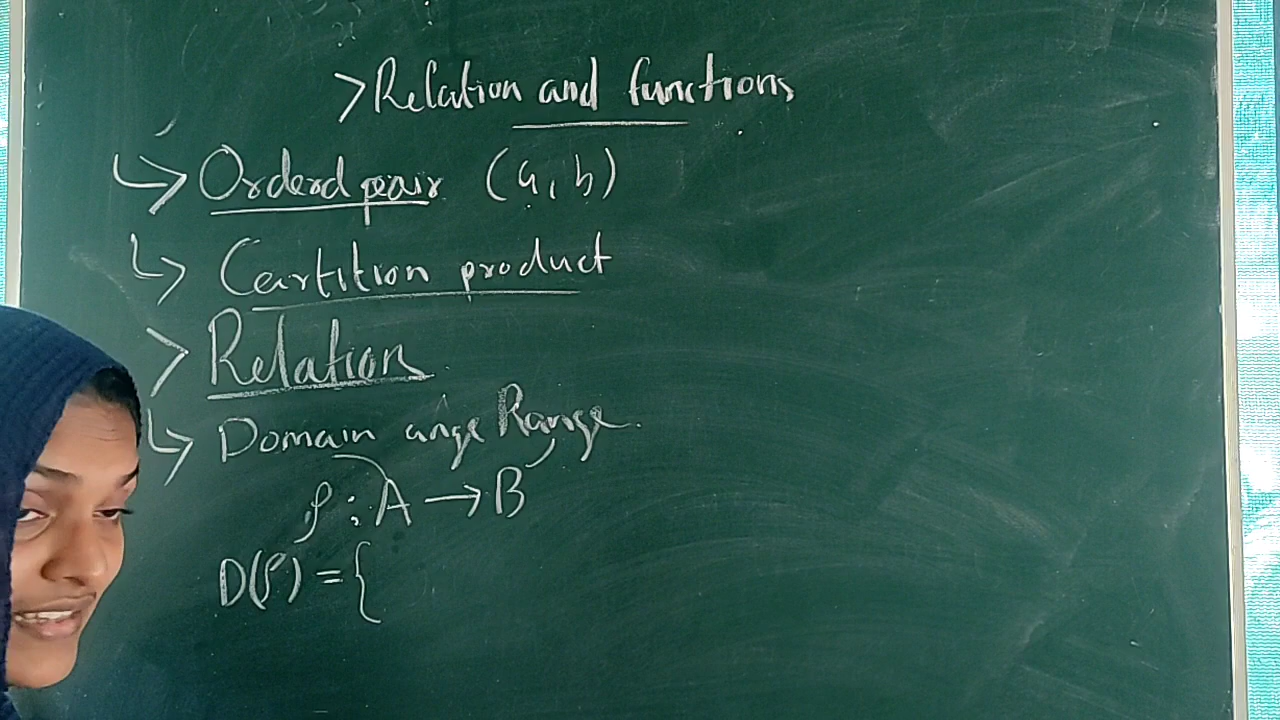 >Relation and functions
↳> Orderd pair (a, b)
↳> Cartition product
> Relation
↳> Domain ange Range.
ρ : A → B
D(ρ) = {